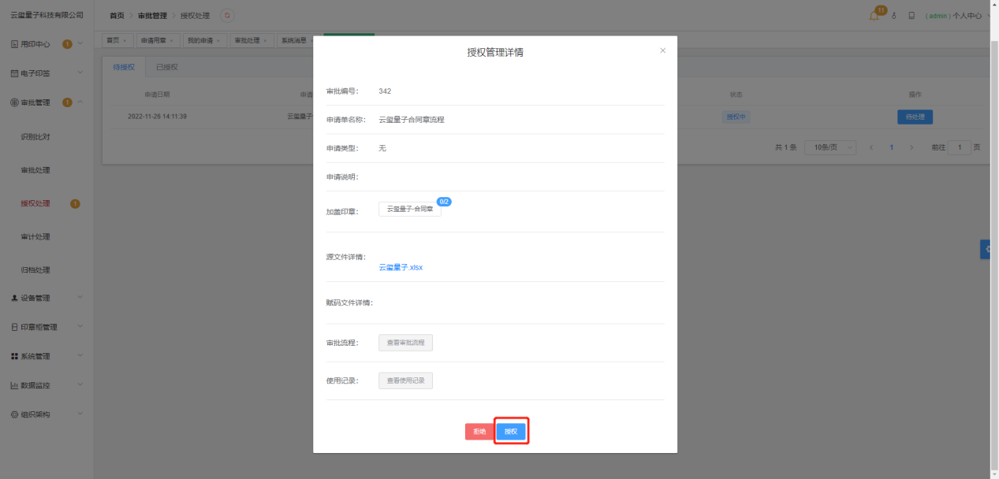 云玺量子科技有限公司
首页 审批管理 授权处理
11
(admin) 个人中心
用印中心 1
电子印签
审批管理 1
识别比对
审批处理
授权处理 1
审计处理
归档处理
设备管理
印章柜管理
系统管理
数据监控
组织架构
首页 × 申请用章 × 我的申请 × 审批处理 × 系统消息
待授权 已授权
申请日期 申请 状态 操作
2022-11-26 14:11:39 云玺量子 授权中 待处理
共 1 条 10条/页 < 1 > 前往 1 页
授权管理详情 ×
审批编号： 342
申请单名称： 云玺量子合同章流程
申请类型： 无
申请说明：
加盖印章： 云玺量子-合同章 0/2
源文件详情：
云玺量子.xlsx
赋码文件详情：
审批流程： 查看审批流程
使用记录： 查看使用记录
拒绝 授权